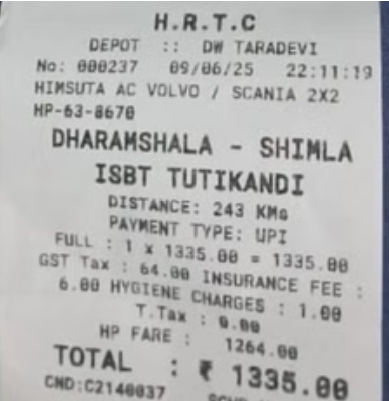 H.R.T.C
DEPOT :: DW TARADEVI
No: 000237 09/06/25 22:11:19
HIMSUTA AC VOLVO / SCANIA 2X2
HP-63-8670
DHARAMSHALA - SHIMLA
ISBT TUTIKANDI
DISTANCE: 243 KMs
PAYMENT TYPE: UPI
FULL : 1 x 1335.00 = 1335.00
GST Tax : 64.00 INSURANCE FEE :
6.00 HYGIENE CHARGES : 1.00
T.Tax : 0.00
HP FARE : 1264.00
TOTAL : ₹ 1335.00
CND:C2140037